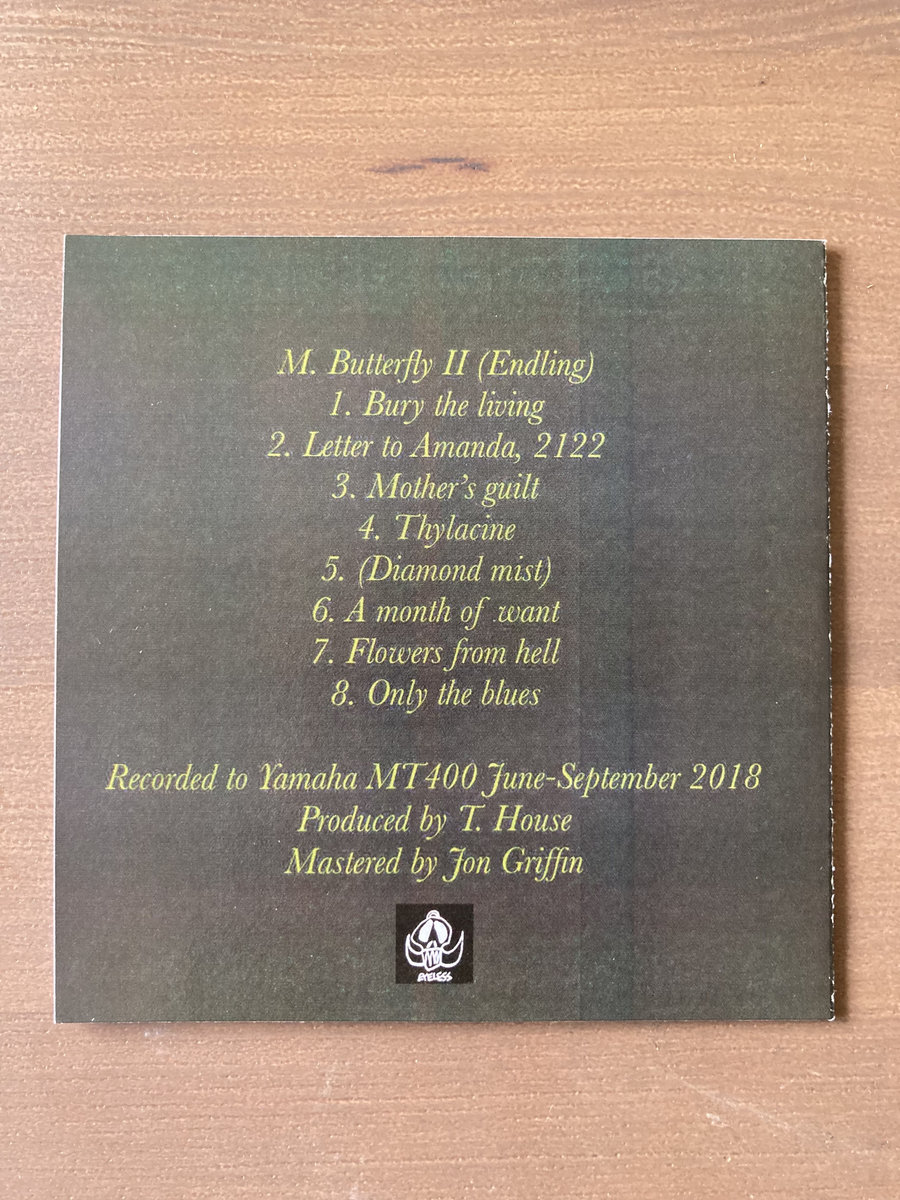 M. Butterfly II (Endling)
1. Bury the living
2. Letter to Amanda, 2122
3. Mother's guilt
4. Thylacine
5. (Diamond mist)
6. A month of want
7. Flowers from hell
8. Only the blues
Recorded to Yamaha MT400 June-September 2018
Produced by T. House
Mastered by Jon Griffin
EYELESS